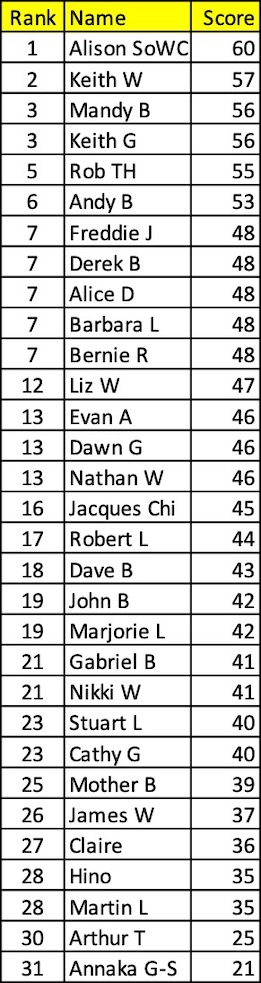 Rank Name Score
1 Alison SoWC 60
2 Keith W 57
3 Mandy B 56
3 Keith G 56
5 Rob TH 55
6 Andy B 53
7 Freddie J 48
7 Derek B 48
7 Alice D 48
7 Barbara L 48
7 Bernie R 48
12 Liz W 47
13 Evan A 46
13 Dawn G 46
13 Nathan W 46
16 Jacques Chi 45
17 Robert L 44
18 Dave B 43
19 John B 42
19 Marjorie L 42
21 Gabriel B 41
21 Nikki W 41
23 Stuart L 40
23 Cathy G 40
25 Mother B 39
26 James W 37
27 Claire 36
28 Hino 35
28 Martin L 35
30 Arthur T 25
31 Annaka G-S 21